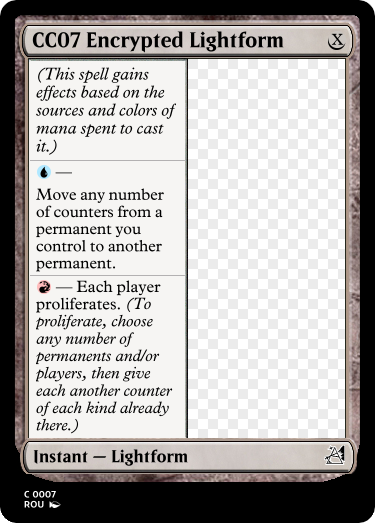 CC07 Encrypted Lightform X
(This spell gains
effects based on the
sources and colors of
mana spent to cast
it.)
—
Move any number
of counters from a
permanent you
control to another
permanent.
— Each player
proliferates. (To
proliferate, choose
any number of
permanents and/or
players, then give
each another counter
of each kind already
there.)
Instant — Lightform
C 0007
ROU